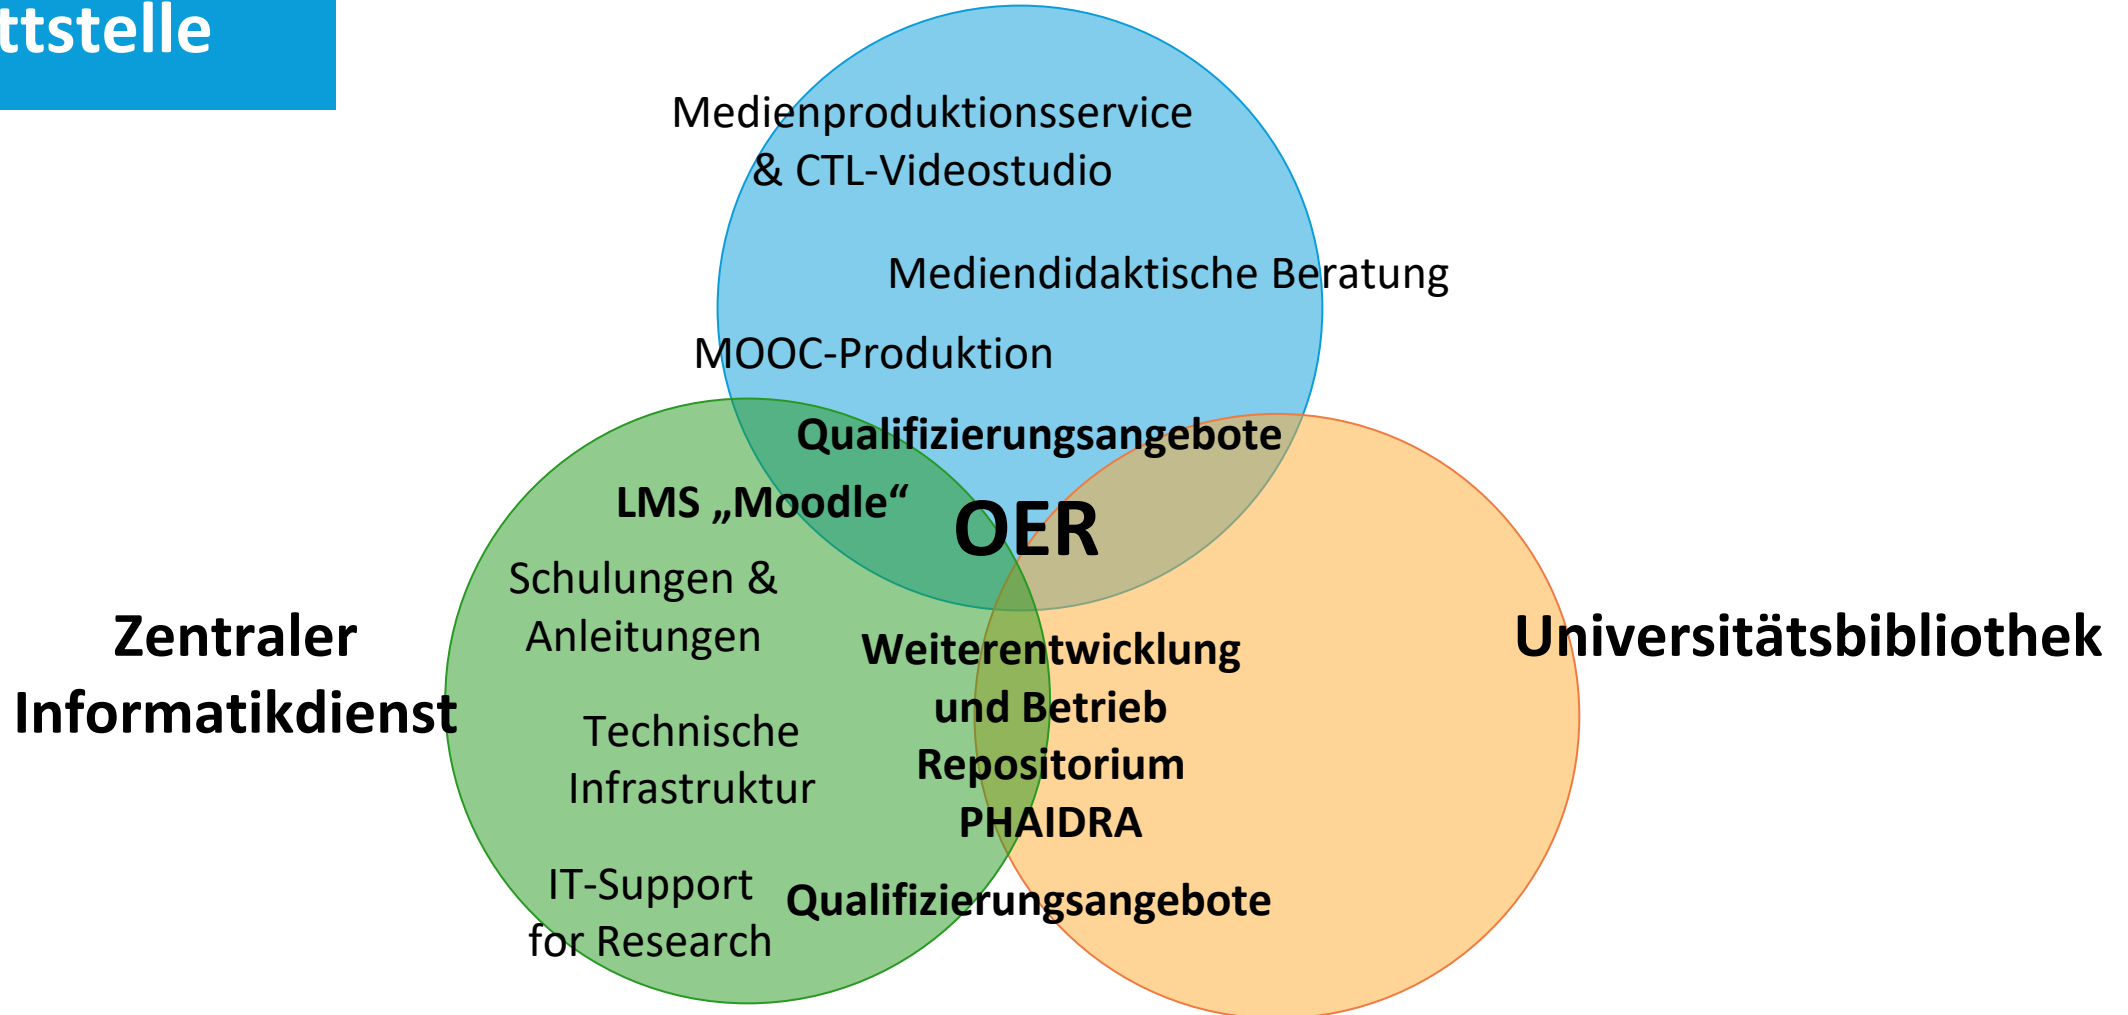 ttstelle
Medienproduktionsservice
& CTL-Videostudio
Mediendidaktische Beratung
MOOC-Produktion
Qualifizierungsangebote
LMS „Moodle“
OER
Schulungen &
Anleitungen
Zentraler
Informatikdienst
Universitätsbibliothek
Weiterentwicklung
und Betrieb
Repositorium
PHAIDRA
Technische
Infrastruktur
IT-Support
for Research
Qualifizierungsangebote